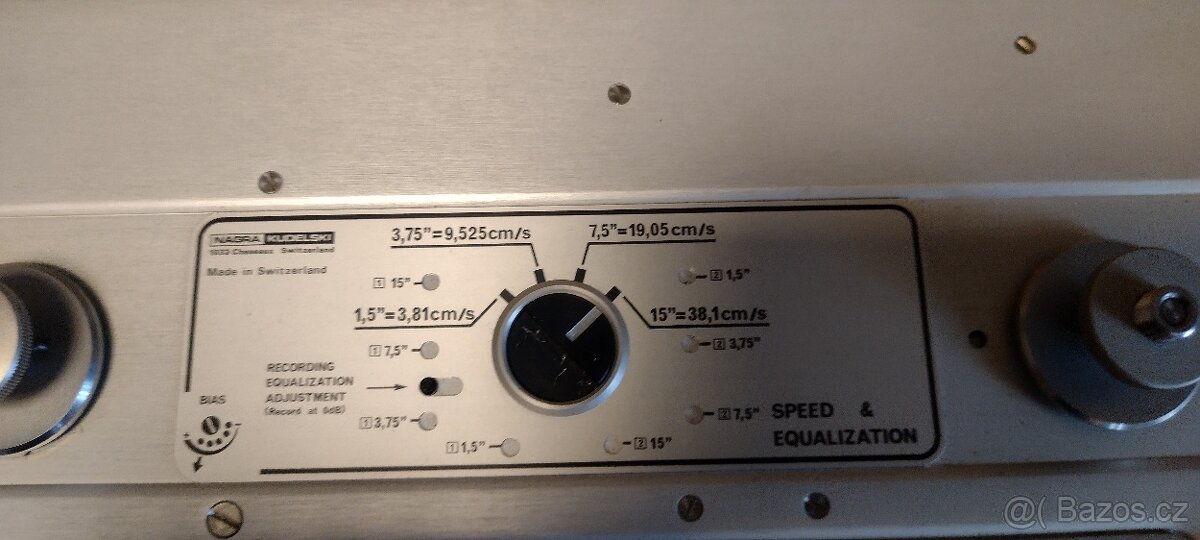 NAGRA KUDELSKI
1033 Cheseaux Switzerland
Made in Switzerland
3,75”=9,525cm/s
7,5”=19,05cm/s
1 15”
2 1,5”
1,5”=3,81cm/s
15”=38,1cm/s
1 7,5”
2 3,75”
RECORDING
EQUALIZATION
ADJUSTMENT
(Record at 0dB)
BIAS
+ -
1 3,75”
2 7,5”
1 1,5”
2 15”
SPEED &
EQUALIZATION
@( Bazos.cz